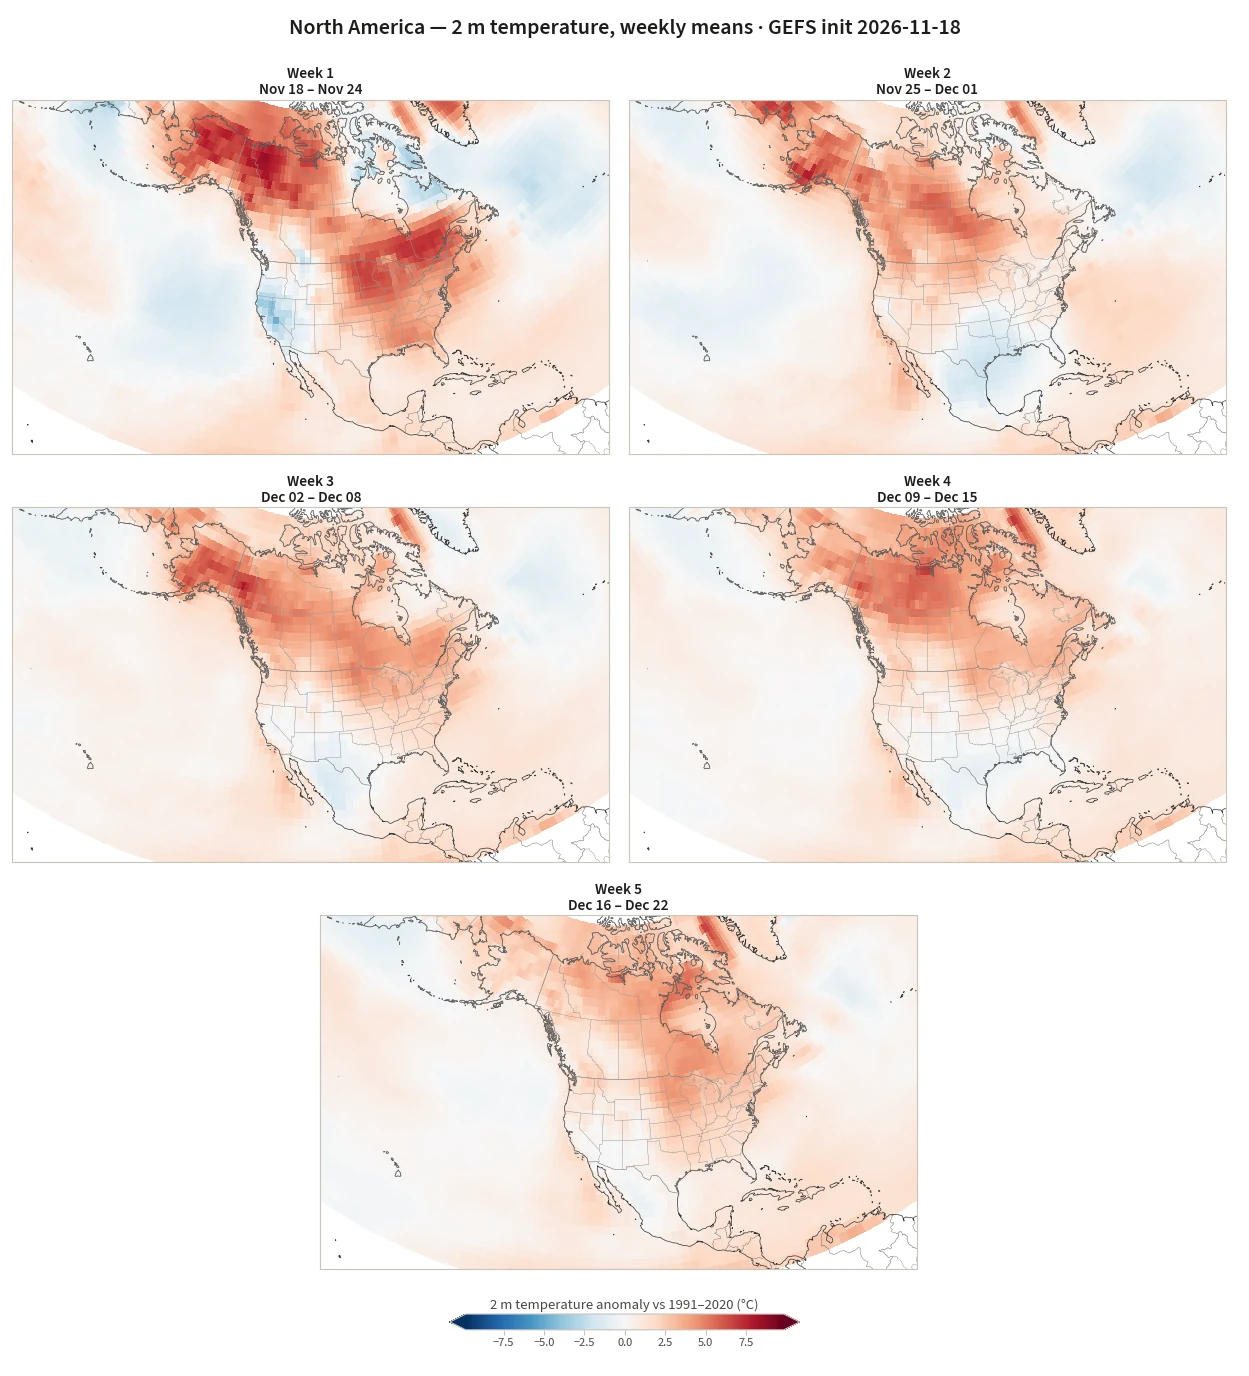 North America — 2 m temperature, weekly means · GEFS init 2026-11-18
Week 1
Nov 18 – Nov 24
Week 2
Nov 25 – Dec 01
Week 3
Dec 02 – Dec 08
Week 4
Dec 09 – Dec 15
Week 5
Dec 16 – Dec 22
2 m temperature anomaly vs 1991–2020 (°C)
−7.5 −5.0 −2.5 0.0 2.5 5.0 7.5